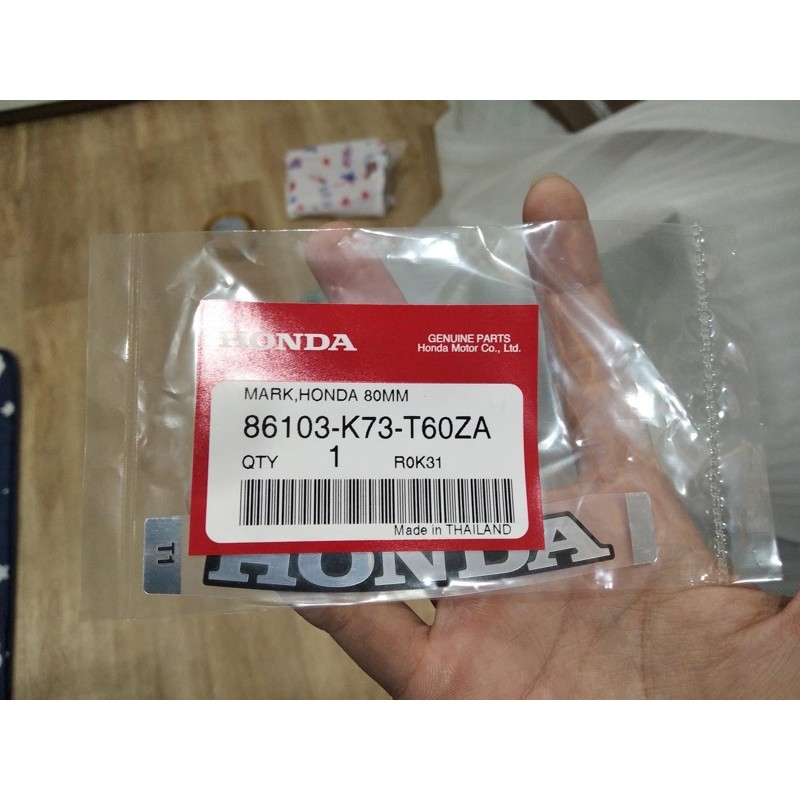 HONDA
GENUINE PARTS
Honda Motor Co., Ltd.
MARK,HONDA 80MM
86103-K73-T60ZA
QTY 1 R0K31
Made in THAILAND
T1
HONDA